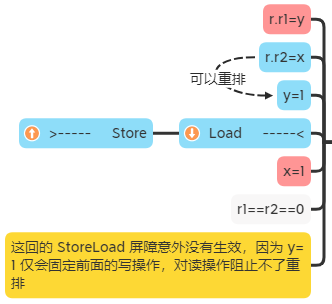 r.r1=y
r.r2=x
可以重排
y=1
>----- Store
Load -----<
x=1
r1==r2==0
这回的 StoreLoad 屏障意外没有生效，因为 y=
1 仅会固定前面的写操作，对读操作阻止不了重
排